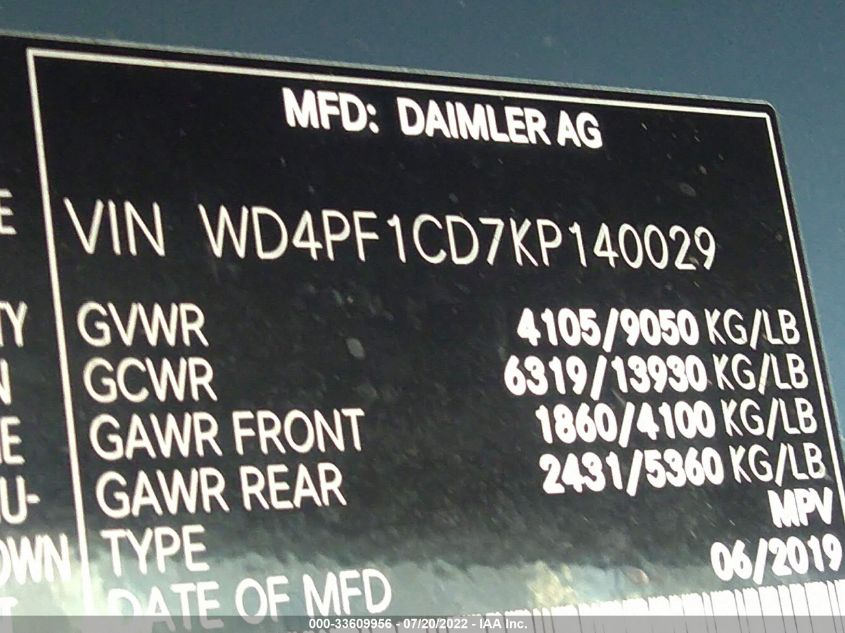 MFD: DAIMLER AG
VIN WD4PF1CD7KP140029
GVWR 4105/9050 KG/LB
GCWR 6319/13930 KG/LB
GAWR FRONT 1860/4100 KG/LB
GAWR REAR 2431/5360 KG/LB
TYPE MPV
DATE OF MFD 06/2019
000-33609956 - 07/20/2022 - IAA Inc.